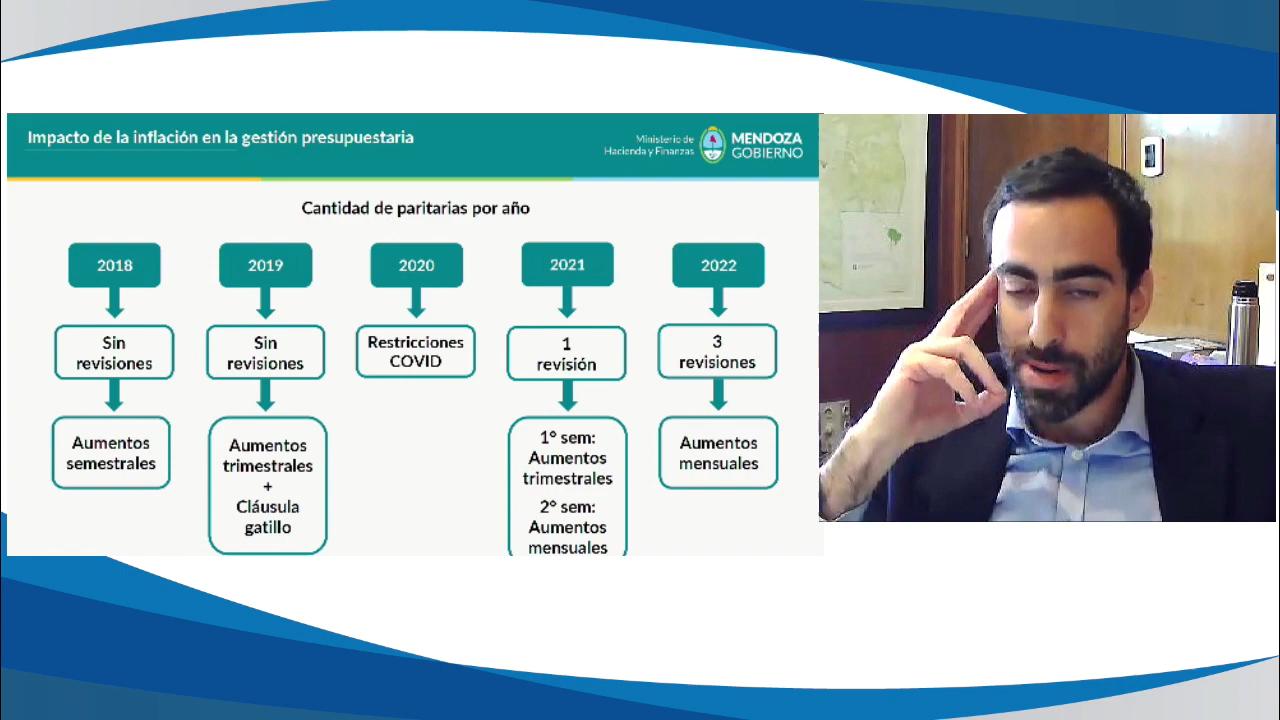 Impacto de la inflación en la gestión presupuestaria
Ministerio de
Hacienda y Finanzas
MENDOZA
GOBIERNO
Cantidad de paritarias por año
2018
2019
2020
2021
2022
Sin
revisiones
Sin
revisiones
Restricciones
COVID
1
revisión
3
revisiones
Aumentos
semestrales
Aumentos
trimestrales
+
Cláusula
gatillo
1° sem:
Aumentos
trimestrales
2° sem:
Aumentos
mensuales
Aumentos
mensuales